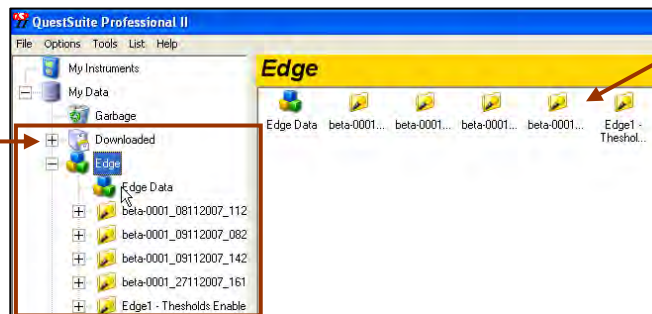 QuestSuite Professional II
File Options Tools List Help
My Instruments
My Data
Garbage
Downloaded
Edge
Edge Data
beta-0001_08112007_112
beta-0001_09112007_082
beta-0001_09112007_142
beta-0001_27112007_161
Edge1 - Thesholds Enable
Edge
Edge Data beta-0001... beta-0001... beta-0001... beta-0001... Edge1 -
Theshol...